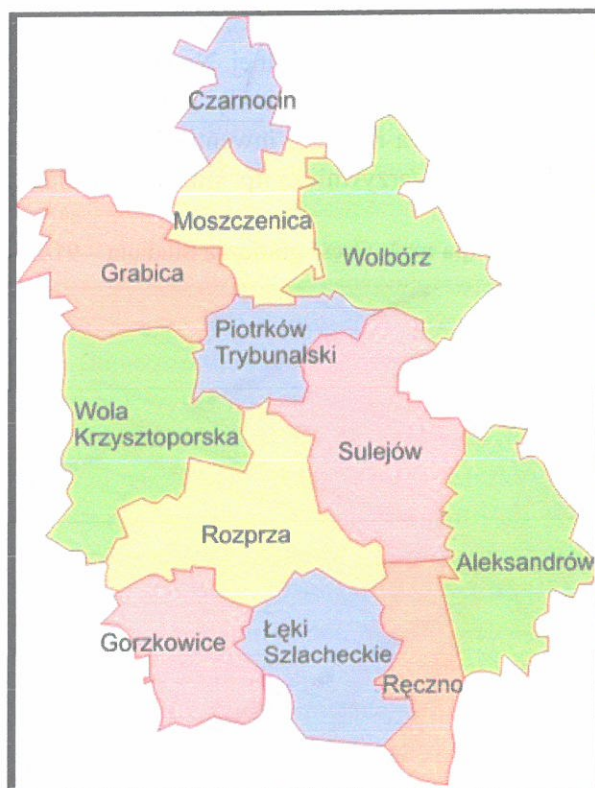 Czarnocin
Moszczenica
Wolbórz
Grabica
Piotrków
Trybunalski
Wola
Krzysztoporska
Sulejów
Rozprza
Aleksandrów
Gorzkowice
Łęki
Szlacheckie
Ręczno